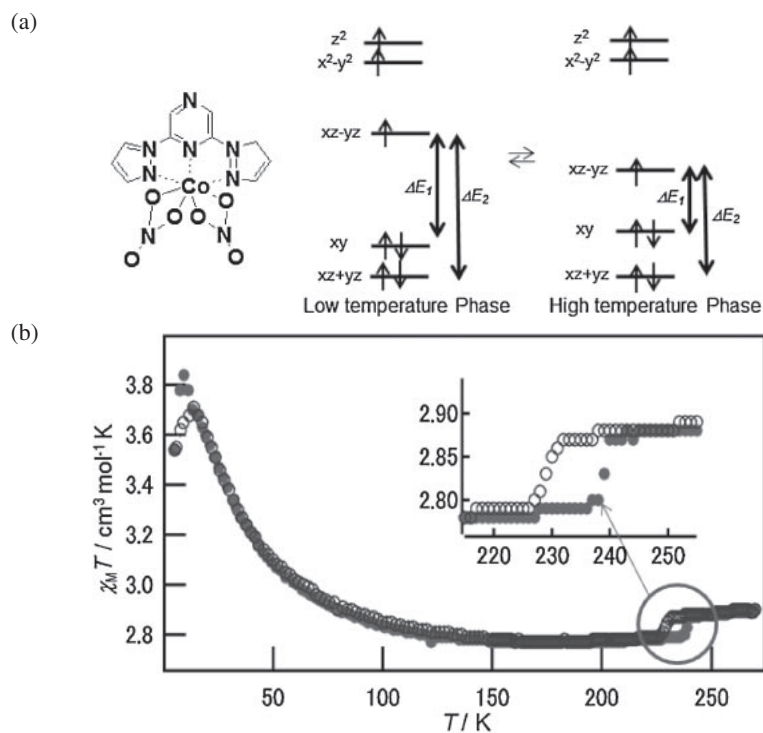 (a)
z²
x²-y²
xz-yz
ΔE₁
ΔE₂
xy
xz+yz
Low temperature Phase
z²
x²-y²
xz-yz
ΔE₁
ΔE₂
xy
xz+yz
High temperature Phase
N
N N N
N N
Co
O O
O O
N N
O O
(b)
χMT / cm³ mol⁻¹ K
3.8
3.6
3.4
3.2
3.0
2.8
2.90
2.85
2.80
220 230 240 250
50 100 150 200 250
T / K